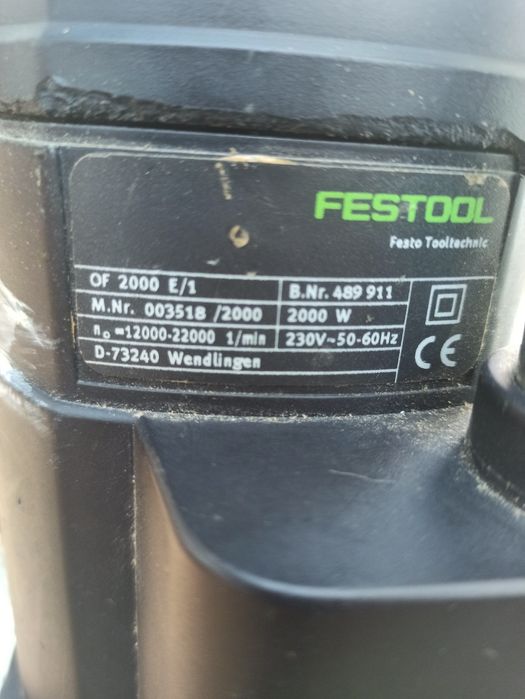 FESTOOL
Festo Tooltechnic
OF 2000 E/1
B.Nr. 489 911
M.Nr. 003518 /2000
2000 W
n₀ =12000-22000 1/min
230V~50-60Hz
D-73240 Wendlingen
CE